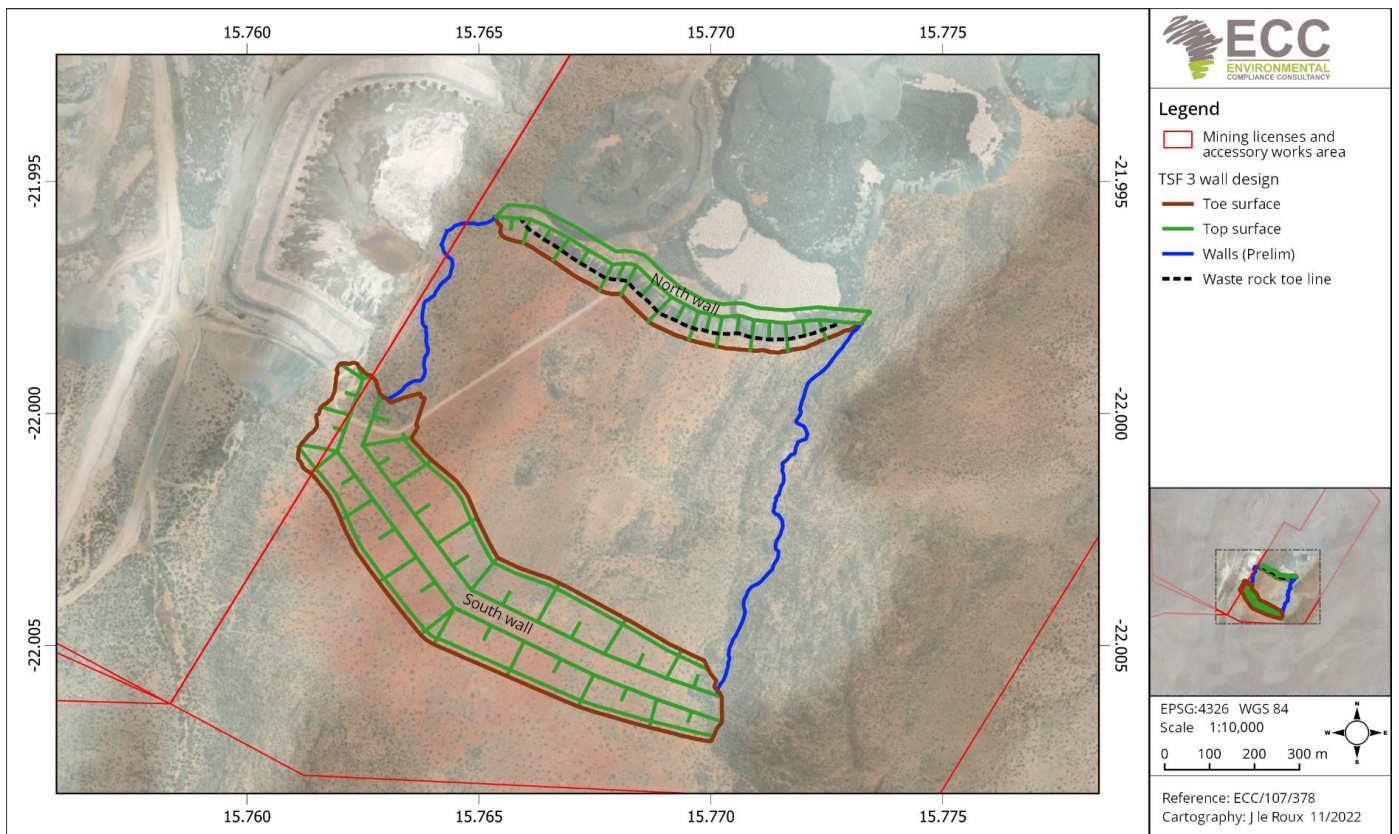 15.760
15.765
15.770
15.775
-21.995
-22.000
-22.005
-21.995
-22.000
-22.005
North wall
South wall
15.760
15.765
15.770
15.775
ECC
ENVIRONMENTAL
COMPLIANCE CONSULTANCY
Legend
Mining licenses and
accessory works area
TSF 3 wall design
Toe surface
Top surface
Walls (Prelim)
Waste rock toe line
EPSG:4326 WGS 84
Scale 1:10,000
0 100 200 300 m
N
W E
S
Reference: ECC/107/378
Cartography: J le Roux 11/2022